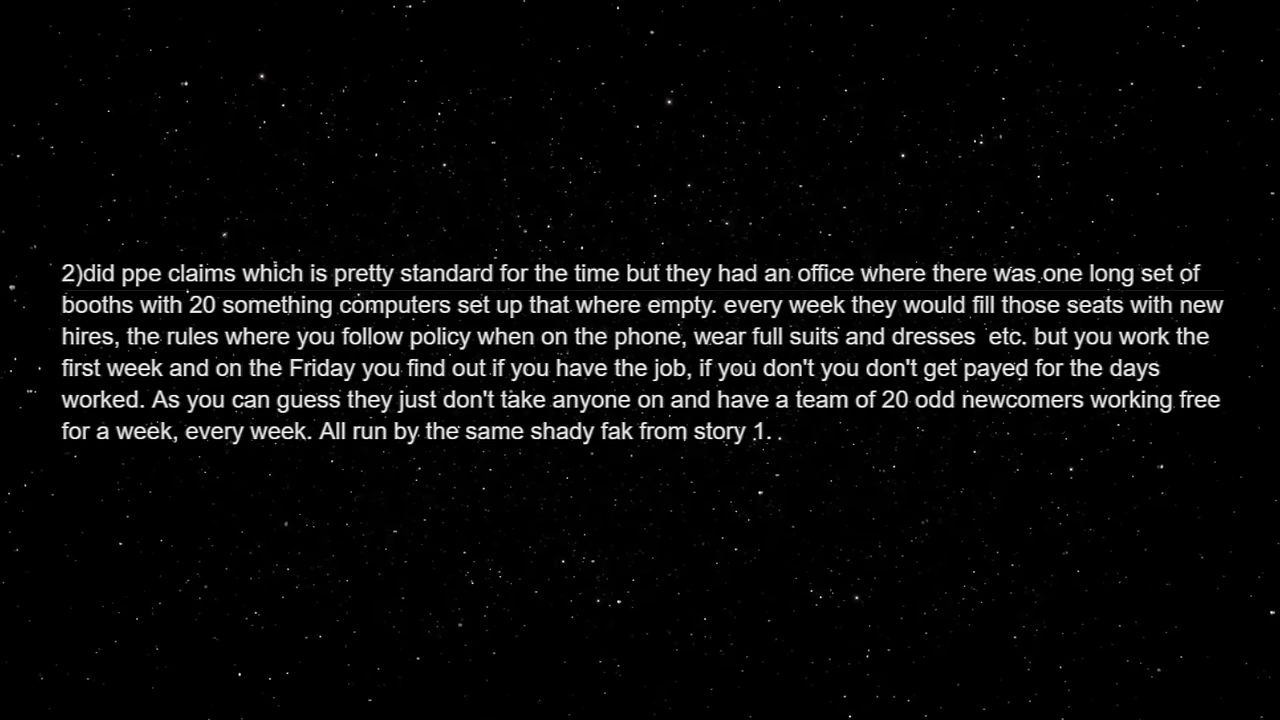 2)did ppe claims which is pretty standard for the time but they had an office where there was one long set of
booths with 20 something computers set up that where empty. every week they would fill those seats with new
hires, the rules where you follow policy when on the phone, wear full suits and dresses  etc. but you work the
first week and on the Friday you find out if you have the job, if you don't you don't get payed for the days
worked. As you can guess they just don't take anyone on and have a team of 20 odd newcomers working free
for a week, every week. All run by the same shady fak from story 1. .